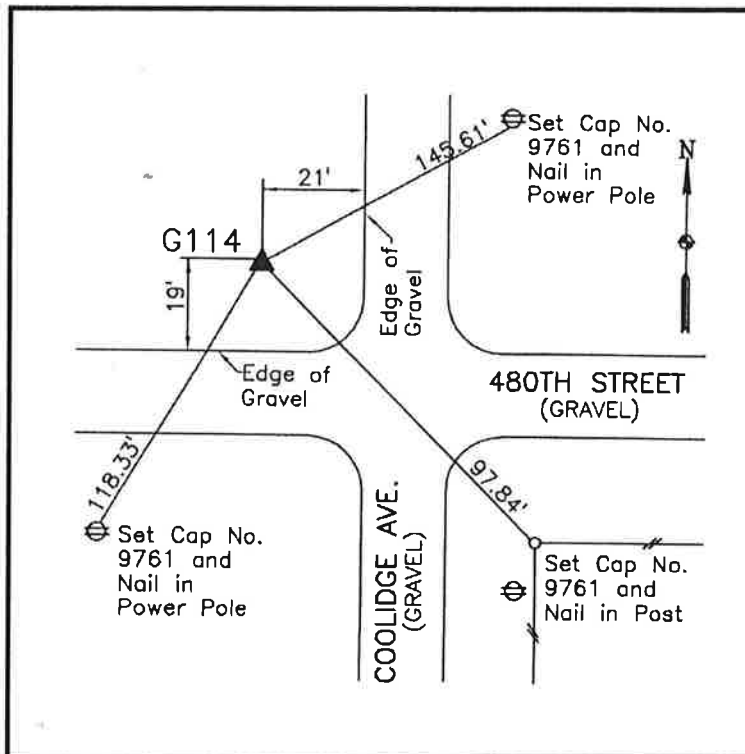 145.61'
Set Cap No.
9761 and
Nail in
Power Pole
N
21'
G114
19'
Edge of
Gravel
Edge of
Gravel
480TH STREET
(GRAVEL)
118.33'
97.84'
Set Cap No.
9761 and
Nail in
Power Pole
COOLIDGE AVE.
(GRAVEL)
Set Cap No.
9761 and
Nail in Post